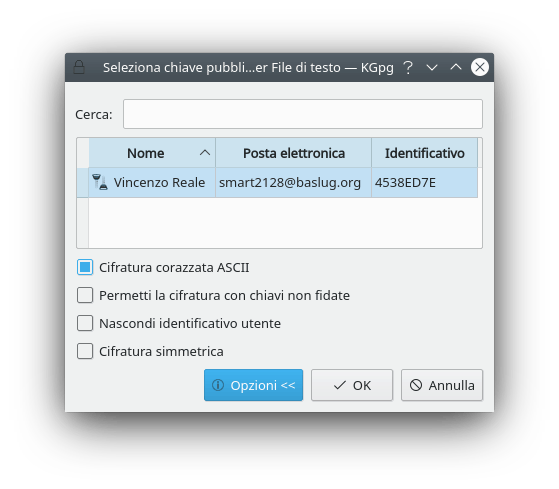 Seleziona chiave pubbli...er File di testo — KGpg
Cerca:
Nome Posta elettronica Identificativo
Vincenzo Reale smart2128@baslug.org 4538ED7E
Cifratura corazzata ASCII
Permetti la cifratura con chiavi non fidate
Nascondi identificativo utente
Cifratura simmetrica
Opzioni << OK Annulla